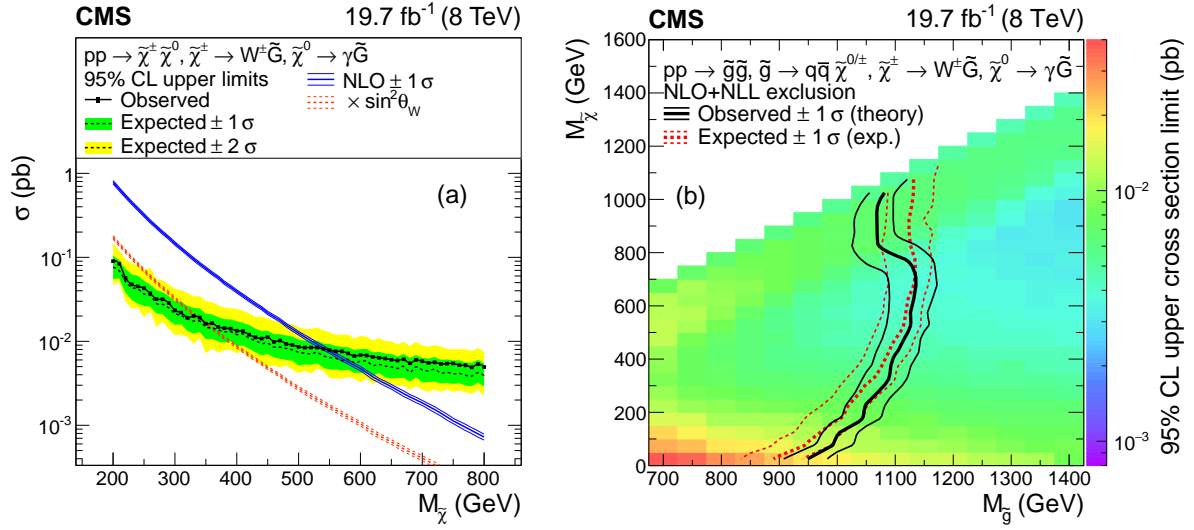 CMS 19.7 fb⁻¹ (8 TeV)
pp → χ̃± χ̃⁰, χ̃± → W±G̃, χ̃⁰ → γG̃
95% CL upper limits
Observed
Expected ± 1 σ
Expected ± 2 σ
NLO ± 1 σ
× sin²θ_W
(a)
σ (pb)
1
10⁻¹
10⁻²
10⁻³
200 300 400 500 600 700 800
M_χ̃ (GeV)
CMS 19.7 fb⁻¹ (8 TeV)
pp → g̃g̃, g̃ → qq̄ χ̃⁰/±, χ̃± → W±G̃, χ̃⁰ → γG̃
NLO+NLL exclusion
Observed ± 1 σ (theory)
Expected ± 1 σ (exp.)
(b)
M_χ̃ (GeV)
1600
1400
1200
1000
800
600
400
200
0
700 800 900 1000 1100 1200 1300 1400
M_g̃ (GeV)
95% CL upper cross section limit (pb)
10⁻²
10⁻³